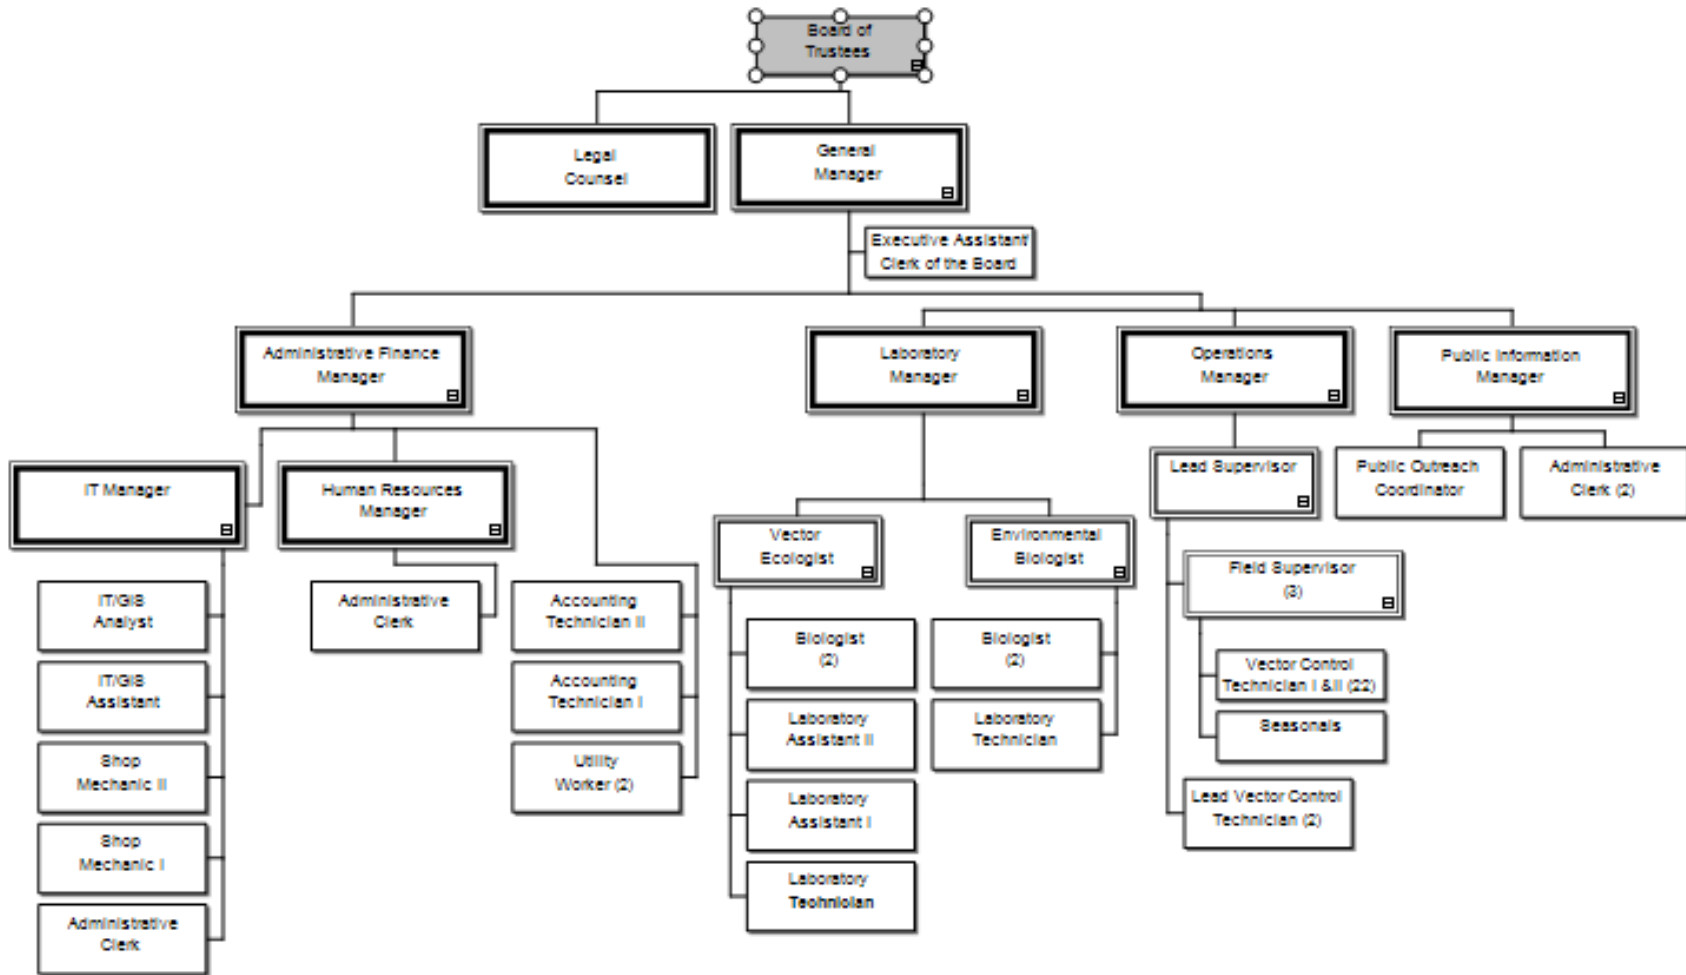 Board of
Trustees
Legal
Counsel
General
Manager
Executive Assistant/
Clerk of the Board
Administrative Finance
Manager
Laboratory
Manager
Operations
Manager
Public Information
Manager
IT Manager
Human Resources
Manager
Vector
Ecologist
Environmental
Biologist
Lead Supervisor
Public Outreach
Coordinator
Administrative
Clerk (2)
IT/GIS
Analyst
IT/GIS
Assistant
Shop
Mechanic II
Shop
Mechanic I
Administrative
Clerk
Administrative
Clerk
Accounting
Technician II
Accounting
Technician I
Utility
Worker (2)
Biologist
(2)
Laboratory
Assistant II
Laboratory
Assistant I
Laboratory
Technician
Biologist
(2)
Laboratory
Technician
Field Supervisor
(3)
Vector Control
Technician I &II (22)
Seasonals
Lead Vector Control
Technician (2)